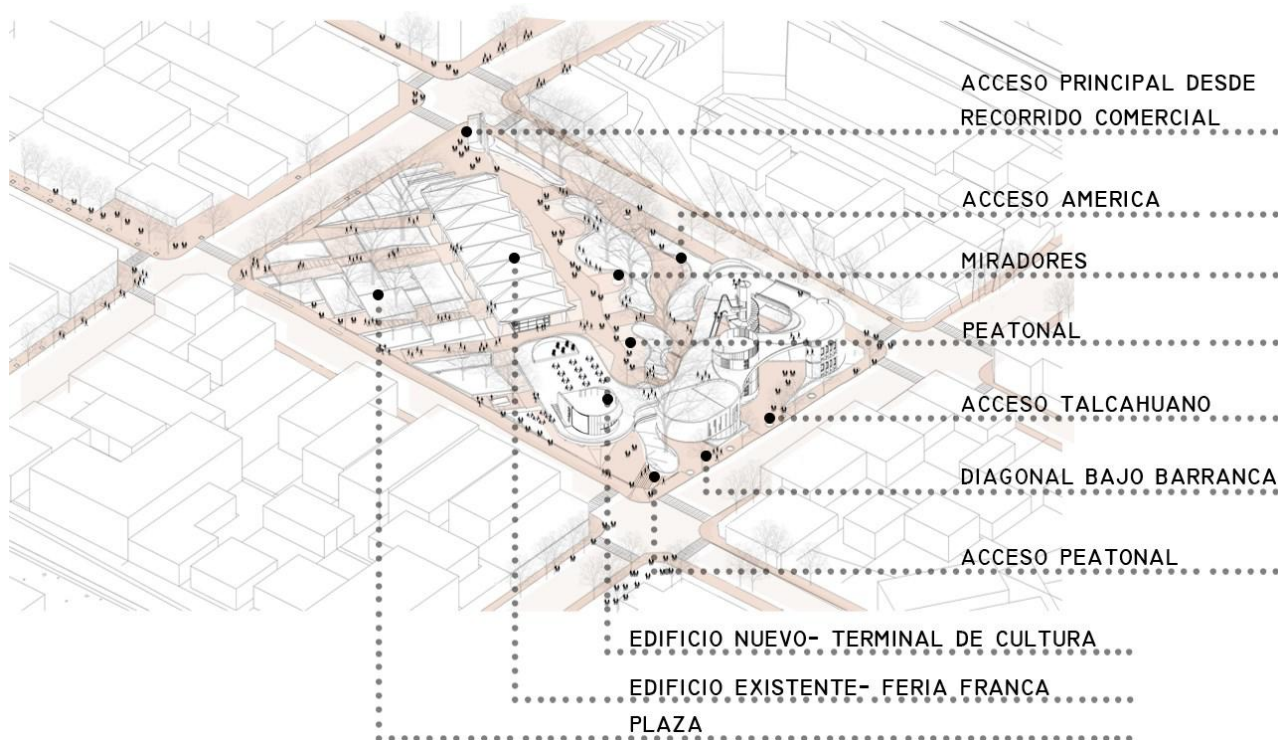 ACCESO PRINCIPAL DESDE
RECORRIDO COMERCIAL
ACCESO AMERICA
MIRADORES
PEATONAL
ACCESO TALCAHUANO
DIAGONAL BAJO BARRANCA
ACCESO PEATONAL
EDIFICIO NUEVO- TERMINAL DE CULTURA
EDIFICIO EXISTENTE- FERIA FRANCA
PLAZA